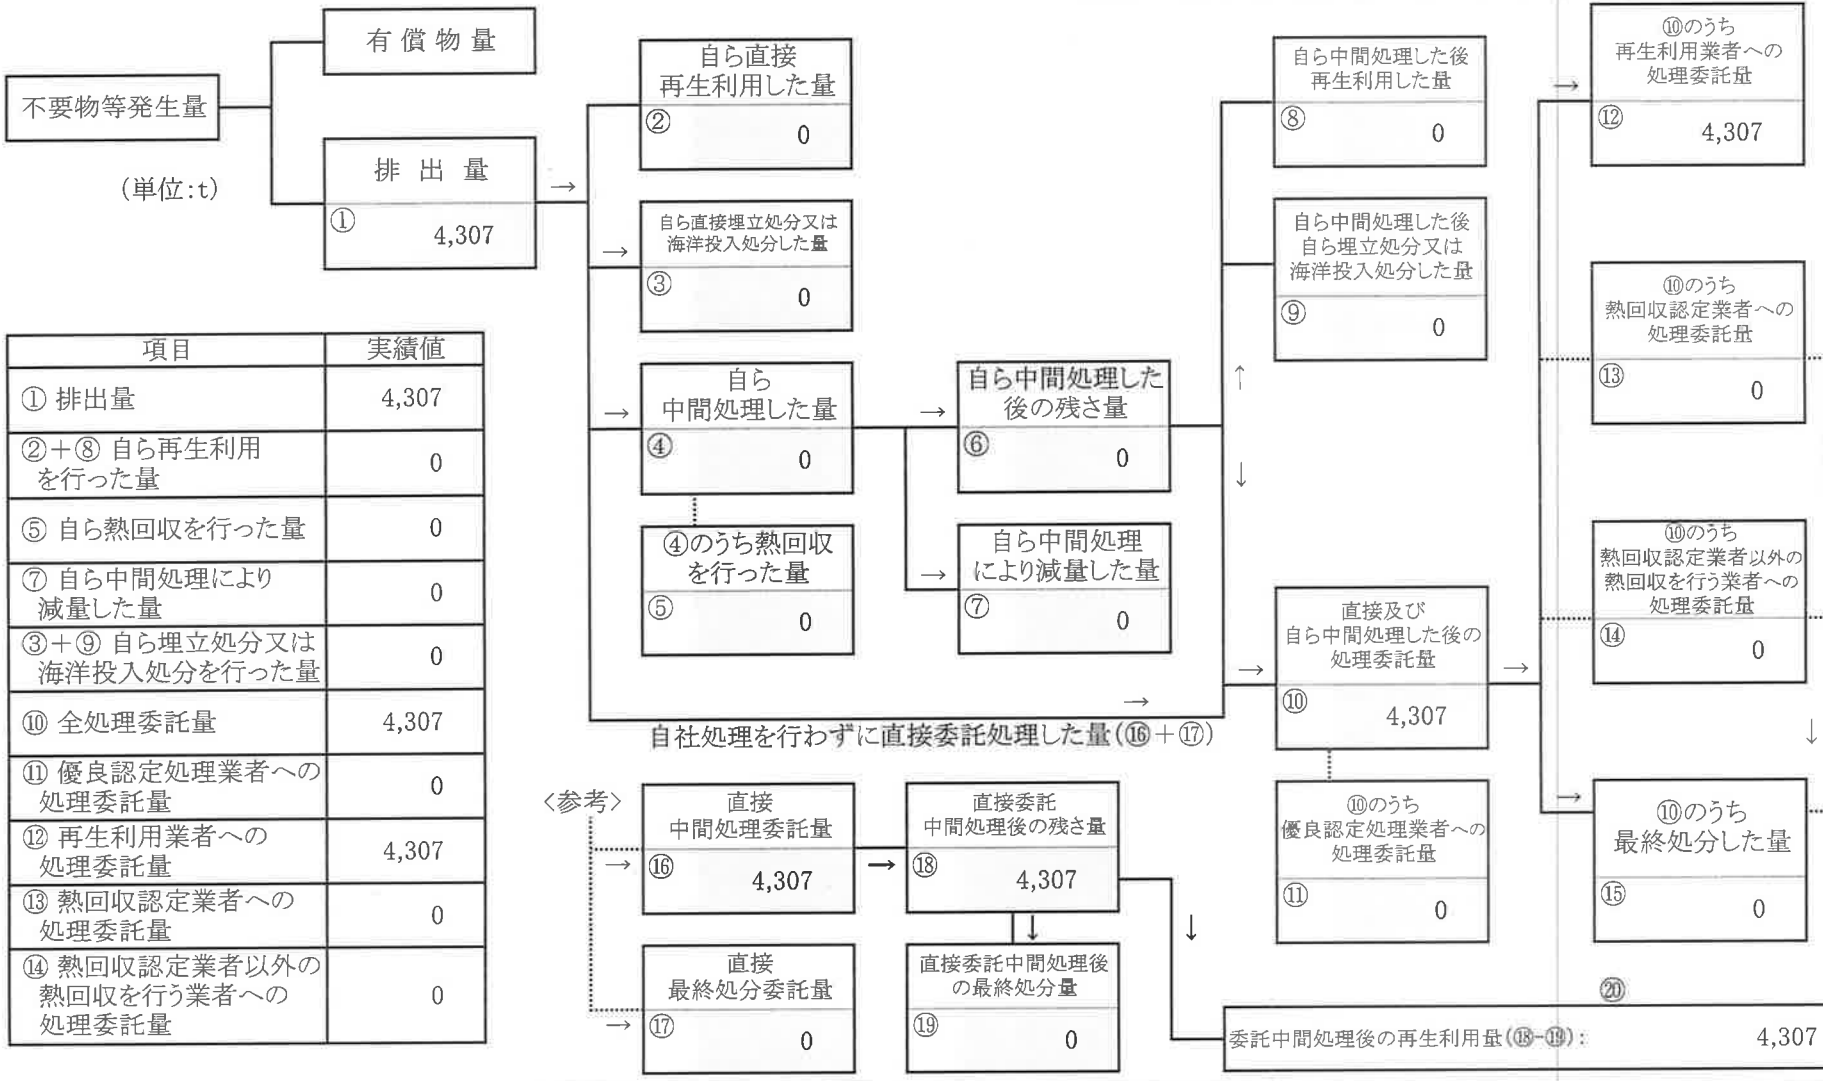 不要物等発生量
有償物量
(単位:t)
排出量
①
4,307
→
自ら直接
再生利用した量
②
0
→
自ら直接埋立処分又は
海洋投入処分した量
③
0
→
自ら
中間処理した量
④
0
④のうち熱回収
を行った量
⑤
0
→
自ら中間処理した
後の残さ量
⑥
0
→
自ら中間処理
により減量した量
⑦
0
自ら中間処理した後
再生利用した量
⑧
0
自ら中間処理した後
自ら埋立処分又は
海洋投入処分した量
⑨
0
↑
↓
→
自社処理を行わずに直接委託処理した量(⑯+⑰)
→
直接及び
自ら中間処理した後の
処理委託量
⑩
4,307
→
⑩のうち
優良認定処理業者への
処理委託量
⑪
0
→
⑩のうち
再生利用業者への
処理委託量
⑫
4,307
⑩のうち
熱回収認定業者への
処理委託量
⑬
0
⑩のうち
熱回収認定業者以外の
熱回収を行う業者への
処理委託量
⑭
0
↓
→
⑩のうち
最終処分した量
⑮
0
項目 実績値
① 排出量 4,307
②+⑧ 自ら再生利用
を行った量 0
⑤ 自ら熱回収を行った量 0
⑦ 自ら中間処理により
減量した量 0
③+⑨ 自ら埋立処分又は
海洋投入処分を行った量 0
⑩ 全処理委託量 4,307
⑪ 優良認定処理業者への
処理委託量 0
⑫ 再生利用業者への
処理委託量 4,307
⑬ 熱回収認定業者への
処理委託量 0
⑭ 熱回収認定業者以外の
熱回収を行う業者への
処理委託量 0
〈参考〉
→
直接
中間処理委託量
⑯
4,307
→
直接委託
中間処理後の残さ量
⑱
4,307
→
直接
最終処分委託量
⑰
0
↓
直接委託中間処理後
の最終処分量
⑲
0
↓
⑳
委託中間処理後の再生利用量(⑱-⑲): 4,307